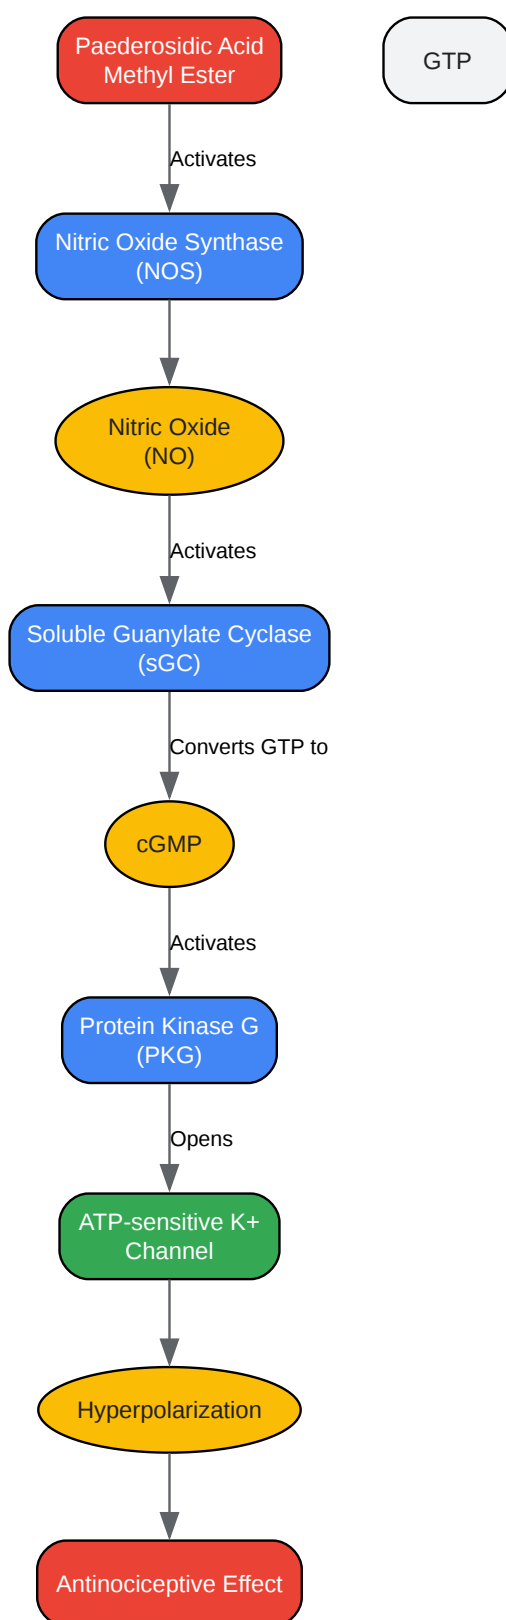 Paederosidic Acid
Methyl Ester
GTP
Activates
Nitric Oxide Synthase
(NOS)
Nitric Oxide
(NO)
Activates
Soluble Guanylate Cyclase
(sGC)
Converts GTP to
cGMP
Activates
Protein Kinase G
(PKG)
Opens
ATP-sensitive K+
Channel
Hyperpolarization
Antinociceptive Effect